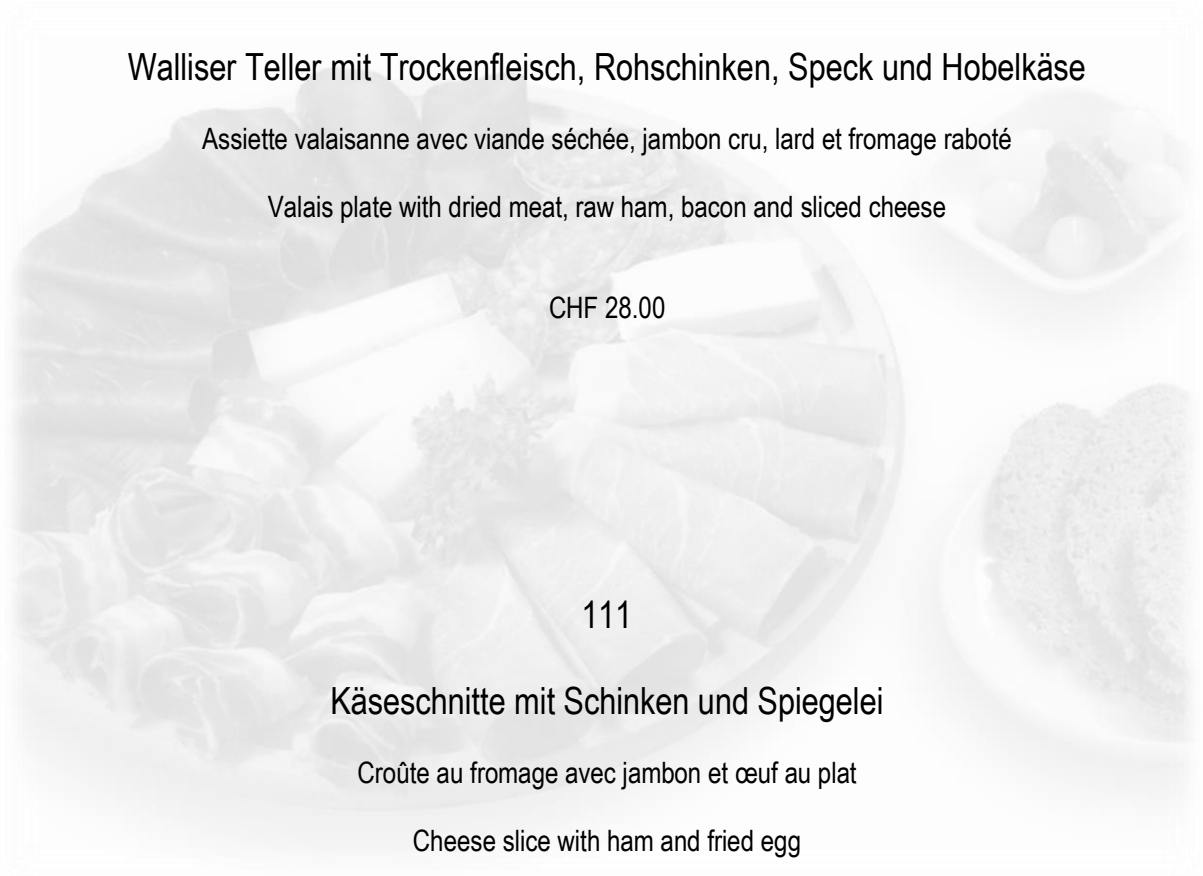 Walliser Teller mit Trockenfleisch, Rohschinken, Speck und Hobelkäse
Assiette valaisanne avec viande séchée, jambon cru, lard et fromage raboté
Valais plate with dried meat, raw ham, bacon and sliced cheese
CHF 28.00
111
Käseschnitte mit Schinken und Spiegelei
Croûte au fromage avec jambon et œuf au plat
Cheese slice with ham and fried egg